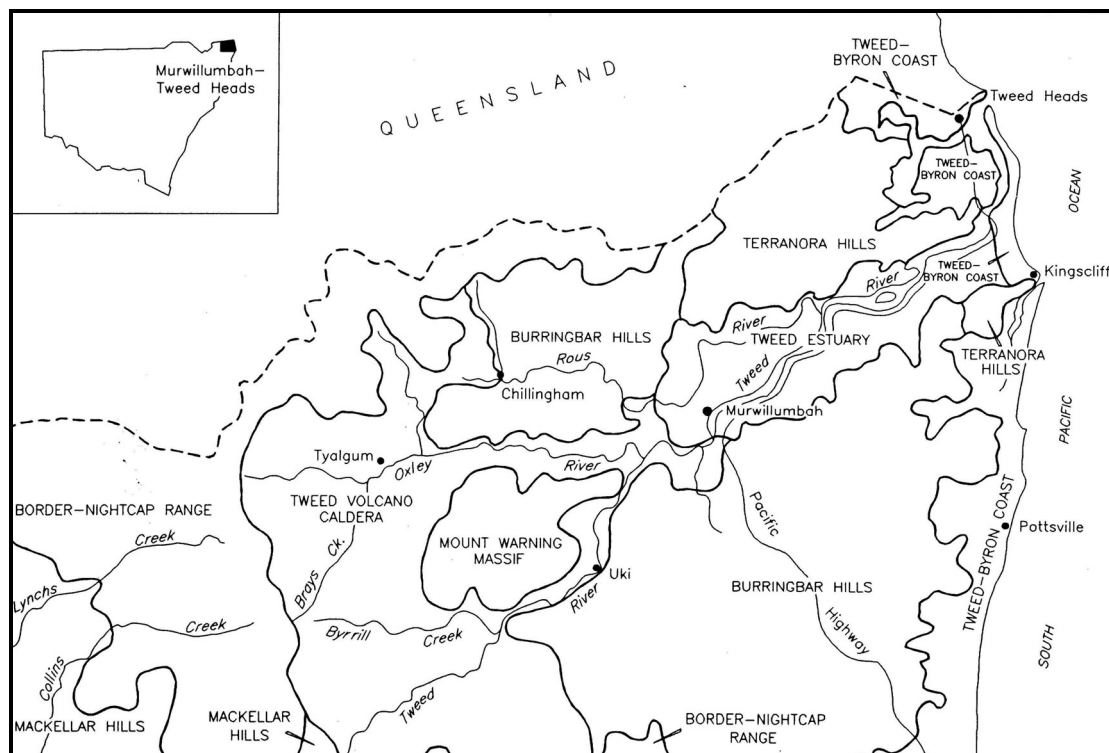 Murwillumbah-
Tweed Heads
QUEENSLAND
TWEED-
BYRON COAST
Tweed Heads
TWEED-
BYRON COAST
OCEAN
TERRANORA HILLS
TWEED-
BYRON COAST
Kingscliff
River
River
BURRINGBAR HILLS
TWEED ESTUARY
Rous
TERRANORA
HILLS
Tweed
Chillingham
Murwillumbah
PACIFIC
Tyalgum
Oxley
River
TWEED VOLCANO
CALDERA
BORDER-NIGHTCAP RANGE
Creek
Pacific
Pottsville
MOUNT WARNING
MASSIF
Brays Ck.
Uki
River
BURRINGBAR HILLS
TWEED-BYRON COAST
Lynchs
Byrrill
Creek
Creek
Highway
SOUTH
Collins
Tweed
MACKELLAR HILLS
MACKELLAR
HILLS
BORDER-NIGHTCAP
RANGE